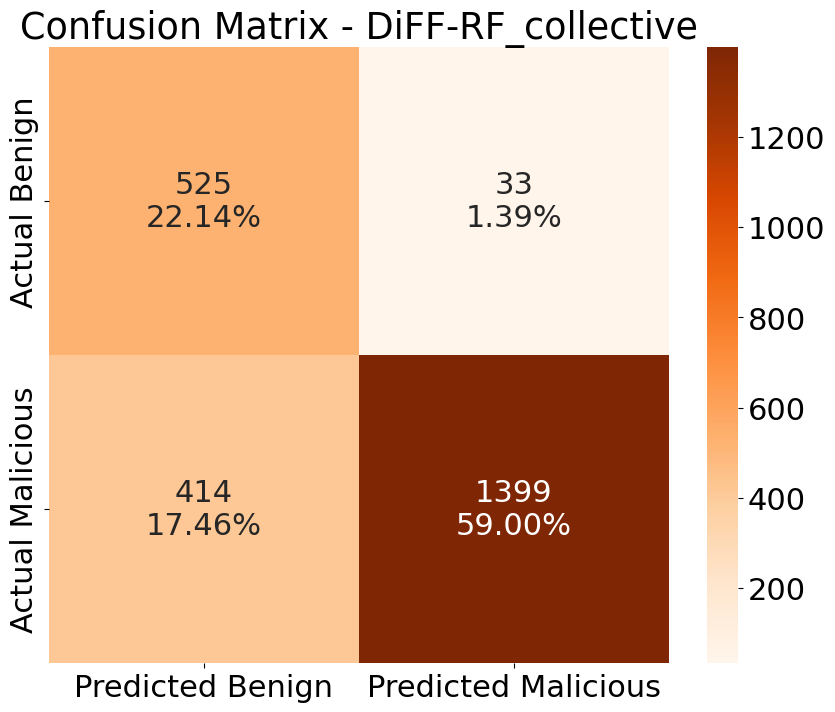 Confusion Matrix - DiFF-RF_collective
Actual Benign
525
22.14%
33
1.39%
Actual Malicious
414
17.46%
1399
59.00%
Predicted Benign
Predicted Malicious
1200
1000
800
600
400
200